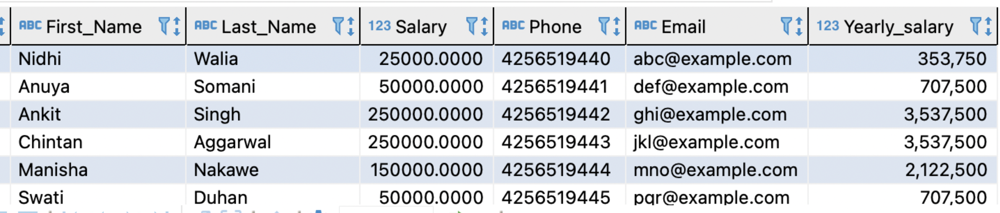 ABC First_Name ABC Last_Name 123 Salary ABC Phone ABC Email 123 Yearly_salary
Nidhi Walia 25000.0000 4256519440 abc@example.com 353,750
Anuya Somani 50000.0000 4256519441 def@example.com 707,500
Ankit Singh 250000.0000 4256519442 ghi@example.com 3,537,500
Chintan Aggarwal 250000.0000 4256519443 jkl@example.com 3,537,500
Manisha Nakawe 150000.0000 4256519444 mno@example.com 2,122,500
Swati Duhan 50000.0000 4256519445 pqr@example.com 707,500